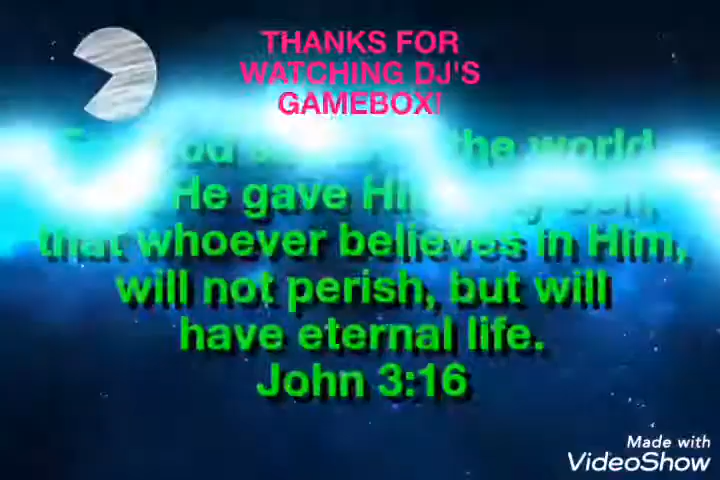 THANKS FOR
WATCHING DJ'S
GAMEBOX!
the world
He gave
that whoever believes in Him,
will not perish, but will
have eternal life.
John 3:16
Made with
VideoShow